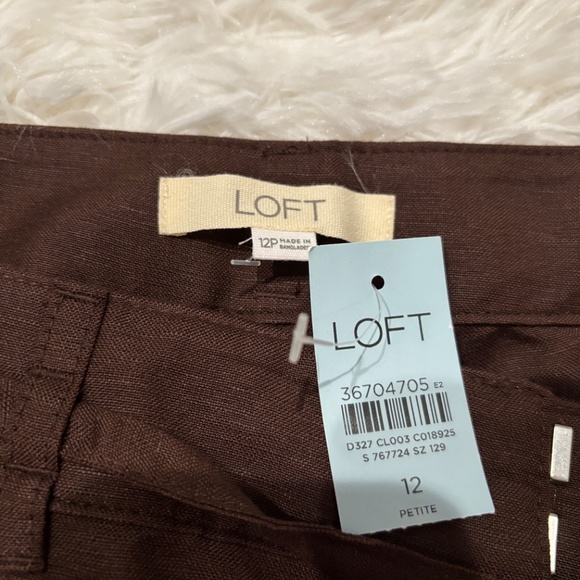 LOFT
12P MADE IN
BANGLADESH
LOFT
36704705 E2
D327 CL003 C018925
S 767724 SZ 129
12
PETITE